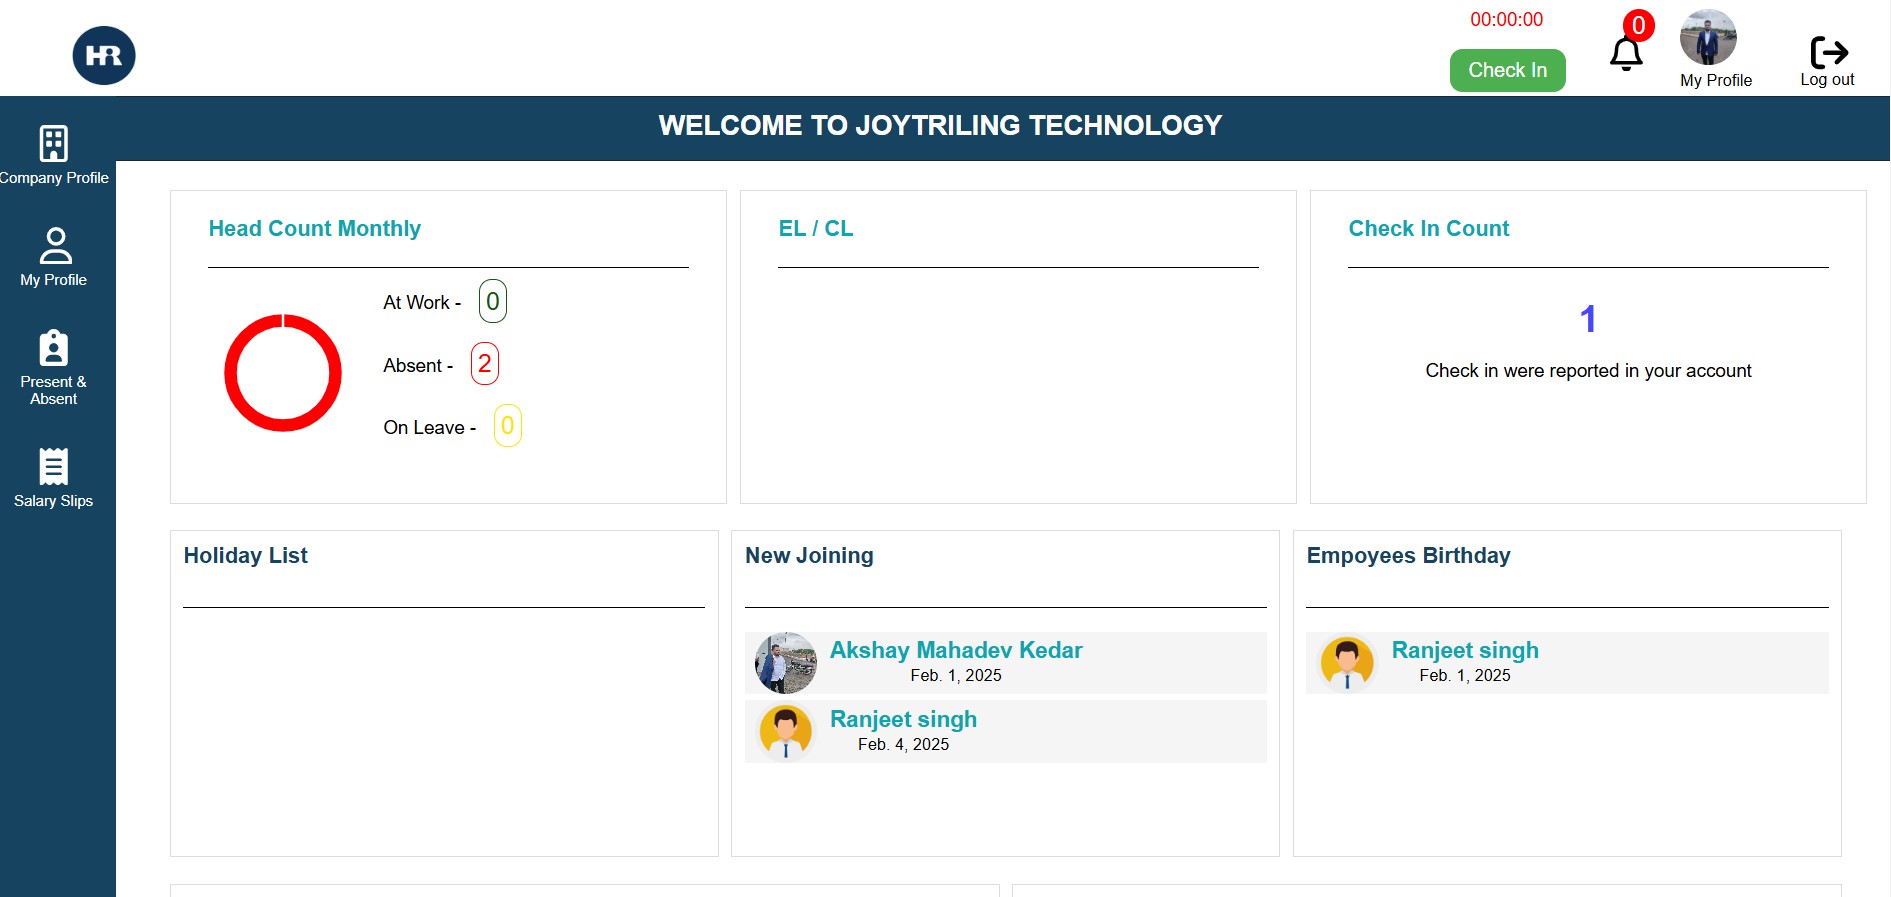 HR
00:00:00
Check In
0
My Profile
Log out
WELCOME TO JOYTRILING TECHNOLOGY
Company Profile
My Profile
Present &
Absent
Salary Slips
Head Count Monthly
At Work - 0
Absent - 2
On Leave - 0
EL / CL
Check In Count
1
Check in were reported in your account
Holiday List
New Joining
Akshay Mahadev Kedar
Feb. 1, 2025
Ranjeet singh
Feb. 4, 2025
Empoyees Birthday
Ranjeet singh
Feb. 1, 2025